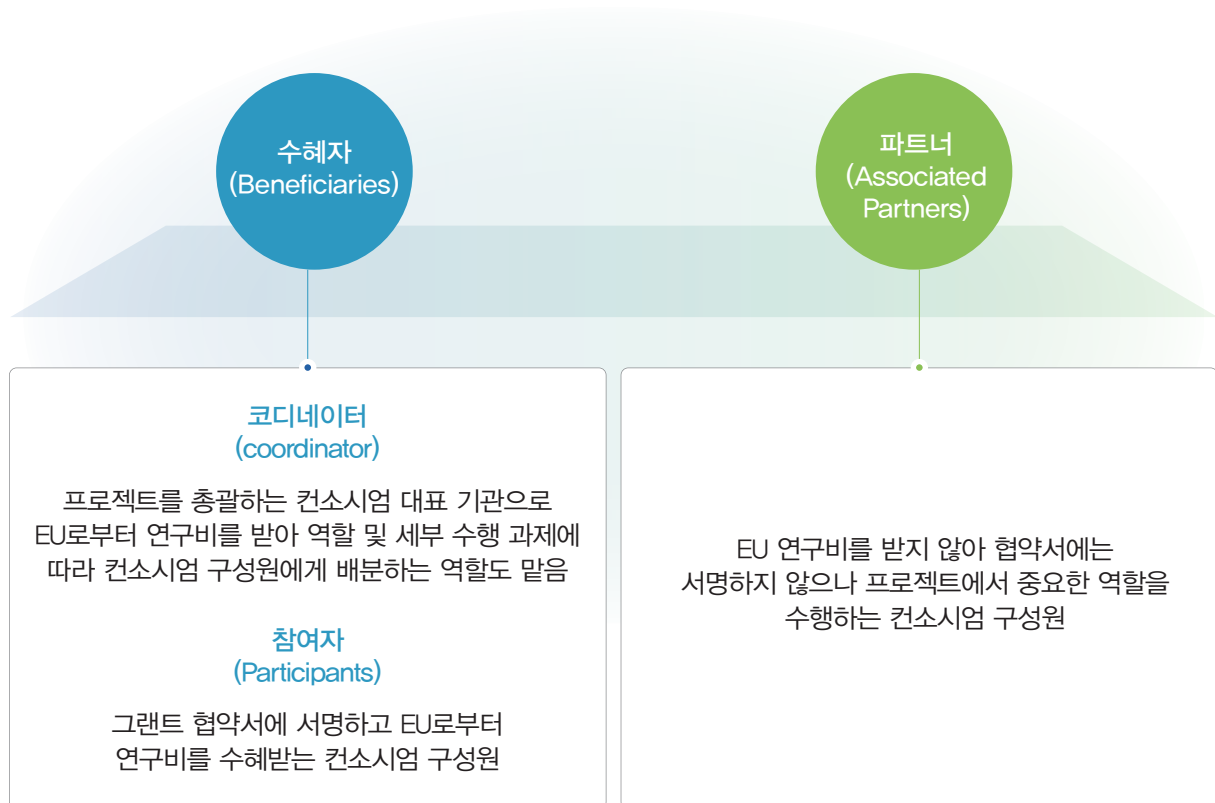 수혜자
(Beneficiaries)
파트너
(Associated
Partners)
코디네이터
(coordinator)
프로젝트를 총괄하는 컨소시엄 대표 기관으로
EU로부터 연구비를 받아 역할 및 세부 수행 과제에
따라 컨소시엄 구성원에게 배분하는 역할도 맡음
참여자
(Participants)
그랜트 협약서에 서명하고 EU로부터
연구비를 수혜받는 컨소시엄 구성원
EU 연구비를 받지 않아 협약서에는
서명하지 않으나 프로젝트에서 중요한 역할을
수행하는 컨소시엄 구성원